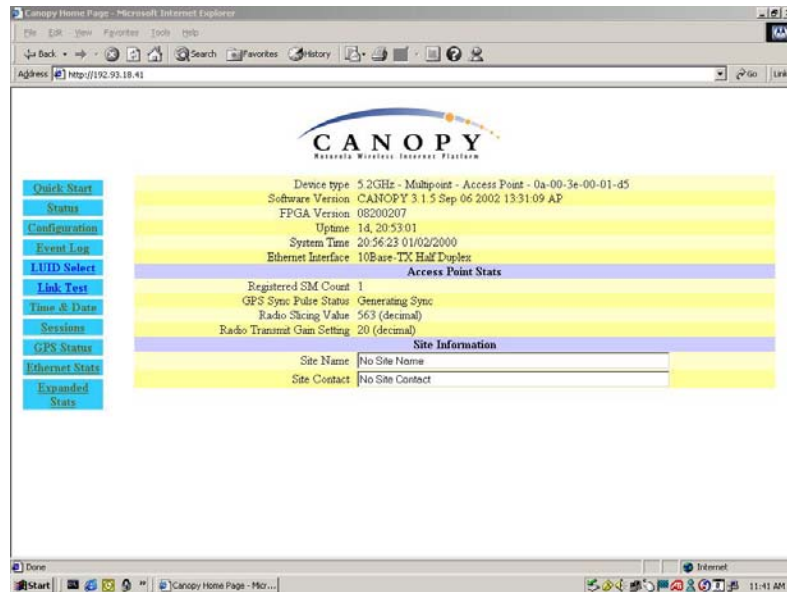 Canopy Home Page - Microsoft Internet Explorer
File Edit View Favorites Tools Help
Back Search Favorites History
Address http://192.93.18.41 Go Link
CANOPY
Motorola Wireless Internet Platform
Quick Start
Status
Configuration
Event Log
LUID Select
Link Test
Time & Date
Sessions
GPS Status
Ethernet Stats
Expanded
Stats
Device type 5.2GHz - Multipoint - Access Point - 0a-00-3e-00-01-d5
Software Version CANOPY 3.1.5 Sep 06 2002 13:31:09 AP
FPGA Version 08200207
Uptime 1d, 20:53:01
System Time 20:56:23 01/02/2000
Ethernet Interface 10Base-TX Half Duplex
Access Point Stats
Registered SM Count 1
GPS Sync Pulse Status Generating Sync
Radio Slicing Value 563 (decimal)
Radio Transmit Gain Setting 20 (decimal)
Site Information
Site Name No Site Name
Site Contact No Site Contact
Done Internet
Start Canopy Home Page - Micr... 11:41 AM